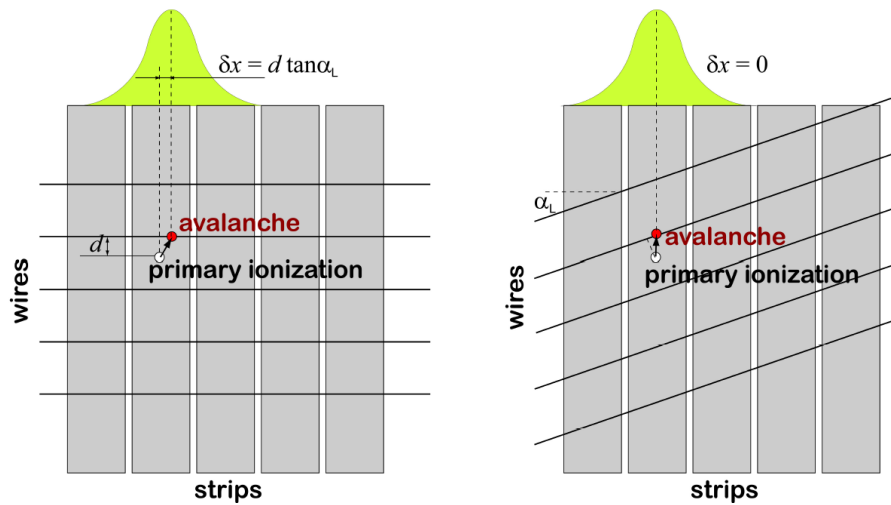 δx = d tanα_L
δx = 0
α_L
avalanche
d
primary ionization
wires
strips
avalanche
primary ionization
wires
strips